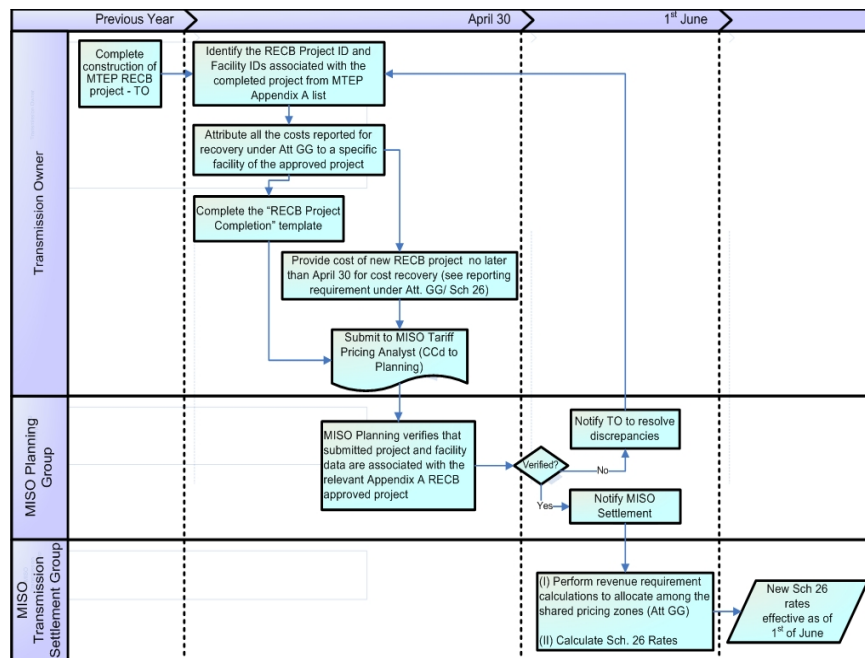 Previous Year
April 30
1st June
Transmission Owner
Complete
construction of
MTEP RECB
project - TO
Identify the RECB Project ID and
Facility IDs associated with the
completed project from MTEP
Appendix A list
Attribute all the costs reported for
recovery under Att GG to a specific
facility of the approved project
Complete the “RECB Project
Completion” template
Provide cost of new RECB project no later
than April 30 for cost recovery (see reporting
requirement under Att. GG/ Sch 26)
Submit to MISO Tariff
Pricing Analyst (CCd to
Planning)
MISO Planning
Group
MISO Planning verifies that
submitted project and facility
data are associated with the
relevant Appendix A RECB
approved project
Verified?
No
Yes
Notify TO to resolve
discrepancies
Notify MISO
Settlement
MISO
Transmission
Settlement Group
(I) Perform revenue requirement
calculations to allocate among the
shared pricing zones (Att GG)
(II) Calculate Sch. 26 Rates
New Sch 26
rates
effective as of
1st of June